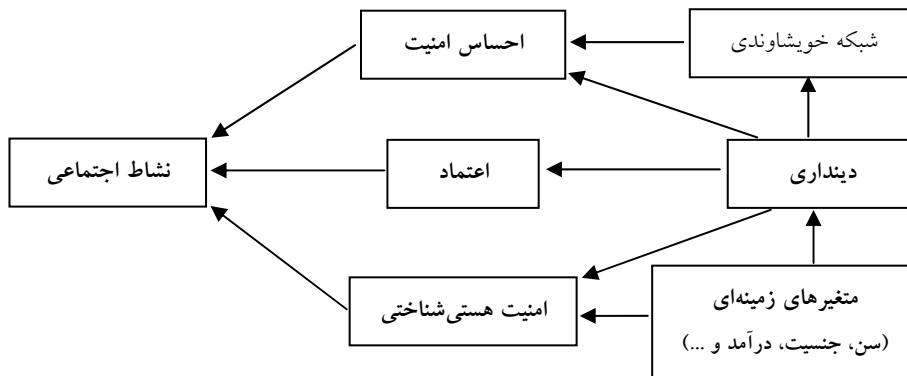 شبکه خویشاوندی
احساس امنیت
دینداری
اعتماد
نشاط اجتماعی
متغیرهای زمینه‌ای
(سن، جنسیت، درآمد و ...)
امنیت هستی‌شناختی